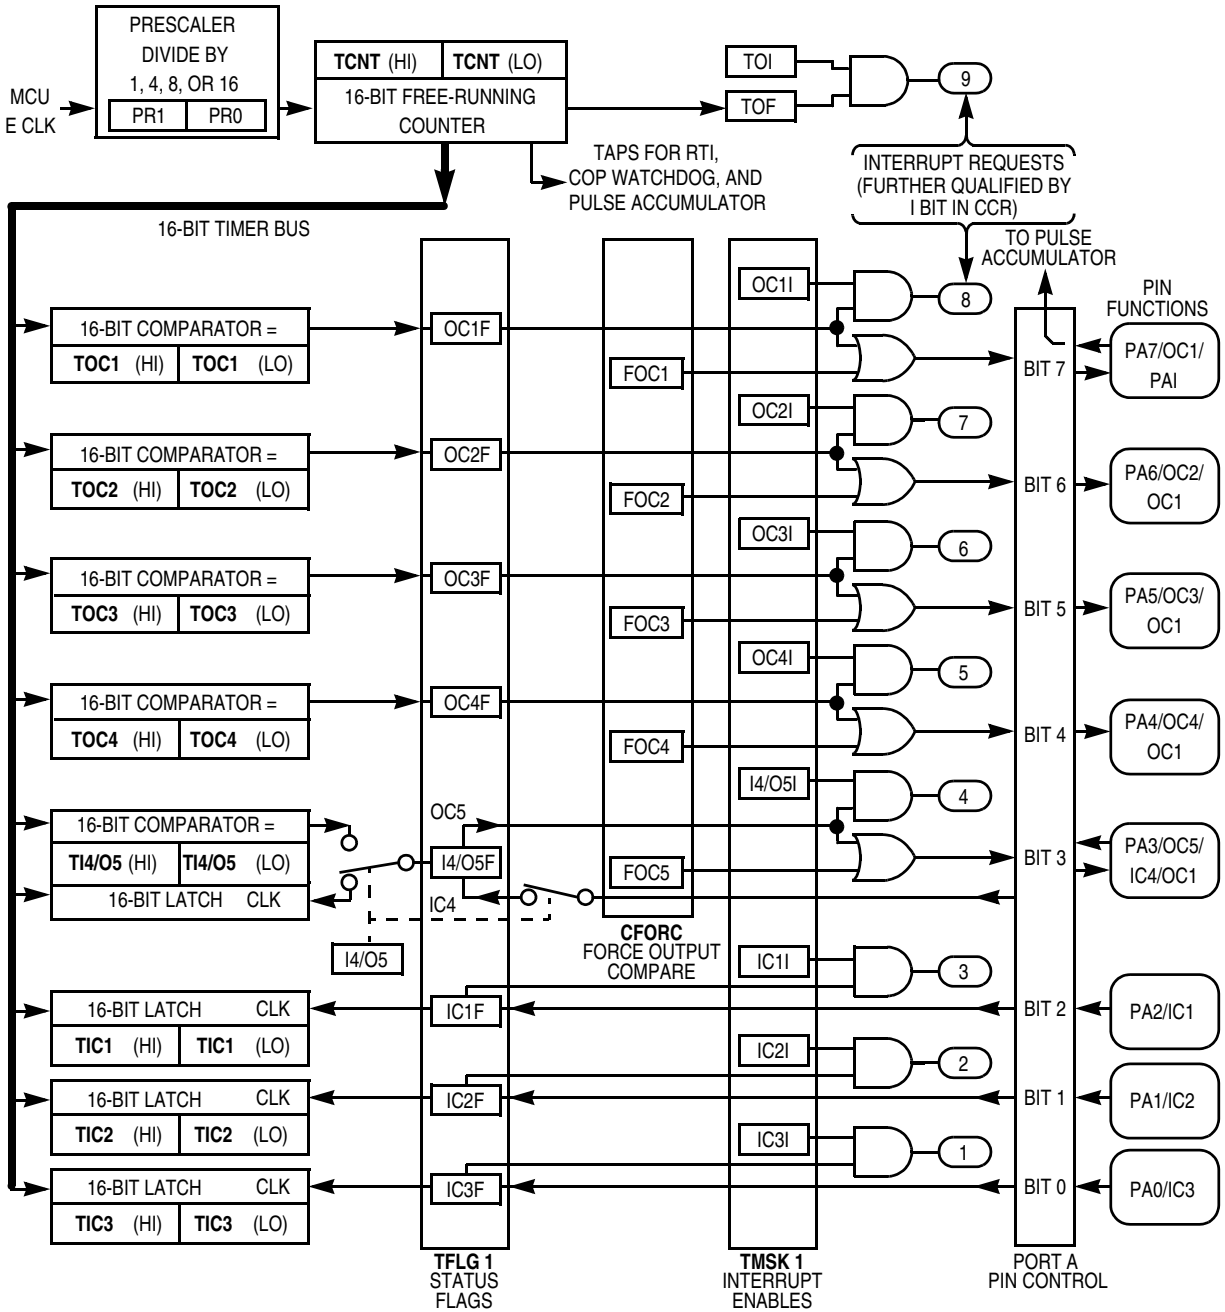 PRESCALER
DIVIDE BY
1, 4, 8, OR 16
PR1 PR0
MCU
E CLK
TCNT (HI) TCNT (LO)
16-BIT FREE-RUNNING
COUNTER
TOI
TOF
9
TAPS FOR RTI,
COP WATCHDOG, AND
PULSE ACCUMULATOR
INTERRUPT REQUESTS
(FURTHER QUALIFIED BY
I BIT IN CCR)
16-BIT TIMER BUS
TO PULSE
ACCUMULATOR
PIN
FUNCTIONS
OC1I
8
16-BIT COMPARATOR =
TOC1 (HI) TOC1 (LO)
OC1F
FOC1
BIT 7
PA7/OC1/
PAI
OC2I
7
16-BIT COMPARATOR =
TOC2 (HI) TOC2 (LO)
OC2F
FOC2
BIT 6
PA6/OC2/
OC1
OC3I
6
16-BIT COMPARATOR =
TOC3 (HI) TOC3 (LO)
OC3F
FOC3
BIT 5
PA5/OC3/
OC1
OC4I
5
16-BIT COMPARATOR =
TOC4 (HI) TOC4 (LO)
OC4F
FOC4
BIT 4
PA4/OC4/
OC1
I4/O5I
4
16-BIT COMPARATOR =
TI4/O5 (HI) TI4/O5 (LO)
16-BIT LATCH CLK
OC5
I4/O5F
IC4
I4/O5
FOC5
BIT 3
PA3/OC5/
IC4/OC1
CFORC
FORCE OUTPUT
COMPARE
IC1I
3
16-BIT LATCH CLK
TIC1 (HI) TIC1 (LO)
IC1F
BIT 2
PA2/IC1
IC2I
2
16-BIT LATCH CLK
TIC2 (HI) TIC2 (LO)
IC2F
BIT 1
PA1/IC2
IC3I
1
16-BIT LATCH CLK
TIC3 (HI) TIC3 (LO)
IC3F
BIT 0
PA0/IC3
TFLG 1
STATUS
FLAGS
TMSK 1
INTERRUPT
ENABLES
PORT A
PIN CONTROL